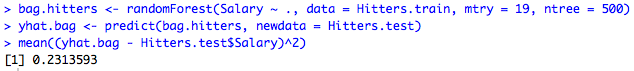 > bag.hitters <- randomForest(Salary ~ ., data = Hitters.train, mtry = 19, ntree = 500)
> yhat.bag <- predict(bag.hitters, newdata = Hitters.test)
> mean((yhat.bag - Hitters.test$Salary)^2)
[1] 0.2313593